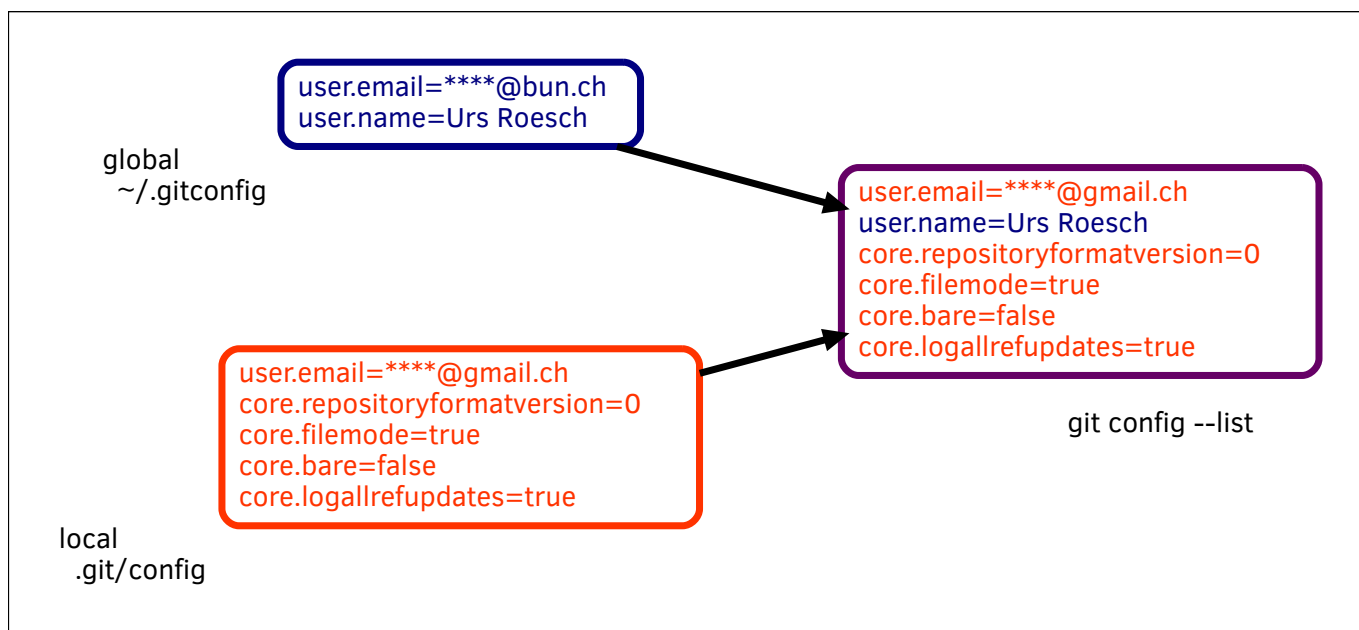 user.email=****@bun.ch
user.name=Urs Roesch
global
~/.gitconfig
user.email=****@gmail.ch
user.name=Urs Roesch
core.repositoryformatversion=0
core.filemode=true
core.bare=false
core.logallrefupdates=true
git config --list
user.email=****@gmail.ch
core.repositoryformatversion=0
core.filemode=true
core.bare=false
core.logallrefupdates=true
local
.git/config